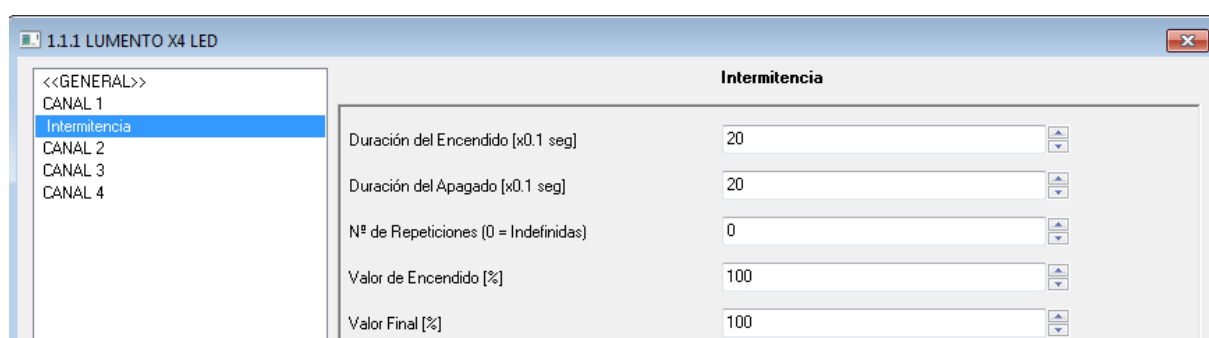 1.1.1 LUMENTO X4 LED
<<GENERAL>>
CANAL 1
Intermitencia
CANAL 2
CANAL 3
CANAL 4
Intermitencia
Duración del Encendido [x0.1 seg] 20
Duración del Apagado [x0.1 seg] 20
Nº de Repeticiones (0 = Indefinidas) 0
Valor de Encendido [%] 100
Valor Final [%] 100